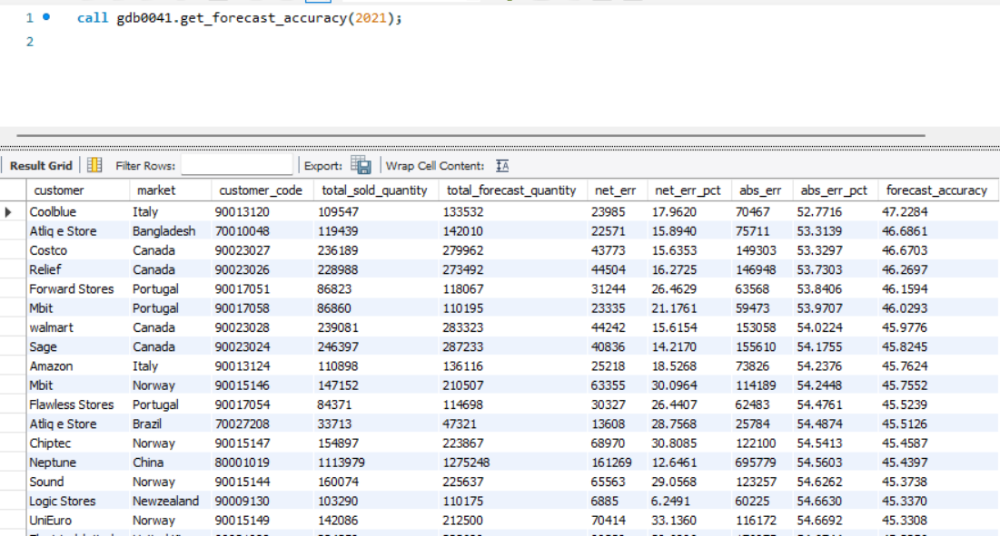 1 call gdb0041.get_forecast_accuracy(2021);
2
Result Grid Filter Rows: Export: Wrap Cell Content: IA
customer market customer_code total_sold_quantity total_forecast_quantity net_err net_err_pct abs_err abs_err_pct forecast_accuracy
Coolblue Italy 90013120 109547 133532 23985 17.9620 70467 52.7716 47.2284
Atliq e Store Bangladesh 70010048 119439 142010 22571 15.8940 75711 53.3139 46.6861
Costco Canada 90023027 236189 279962 43773 15.6353 149303 53.3297 46.6703
Relief Canada 90023026 228988 273492 44504 16.2725 146948 53.7303 46.2697
Forward Stores Portugal 90017051 86823 118067 31244 26.4629 63568 53.8406 46.1594
Mbit Portugal 90017058 86860 110195 23335 21.1761 59473 53.9707 46.0293
walmart Canada 90023028 239081 283323 44242 15.6154 153058 54.0224 45.9776
Sage Canada 90023024 246397 287233 40836 14.2170 155610 54.1755 45.8245
Amazon Italy 90013124 110898 136116 25218 18.5268 73826 54.2376 45.7624
Mbit Norway 90015146 147152 210507 63355 30.0964 114189 54.2448 45.7552
Flawless Stores Portugal 90017054 84371 114698 30327 26.4407 62483 54.4761 45.5239
Atliq e Store Brazil 70027208 33713 47321 13608 28.7568 25784 54.4874 45.5126
Chiptec Norway 90015147 154897 223867 68970 30.8085 122100 54.5413 45.4587
Neptune China 80001019 1113979 1275248 161269 12.6461 695779 54.5603 45.4397
Sound Norway 90015144 160074 225637 65563 29.0568 123257 54.6262 45.3738
Logic Stores Newzealand 90009130 103290 110175 6885 6.2491 60225 54.6630 45.3370
UniEuro Norway 90015149 142086 212500 70414 33.1360 116172 54.6692 45.3308